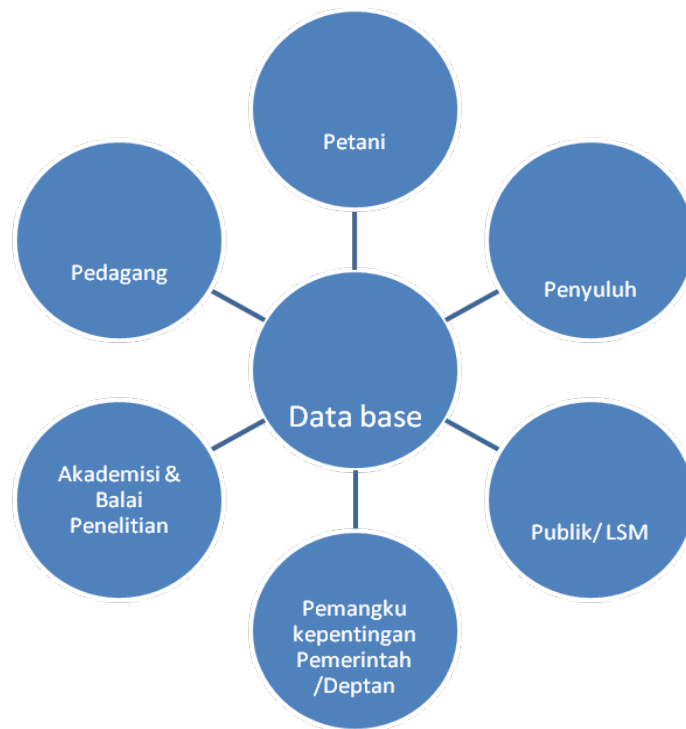 Petani
Pedagang
Penyuluh
Data base
Akademisi &
Balai
Penelitian
Publik/ LSM
Pemangku
kepentingan
Pemerintah
/Deptan